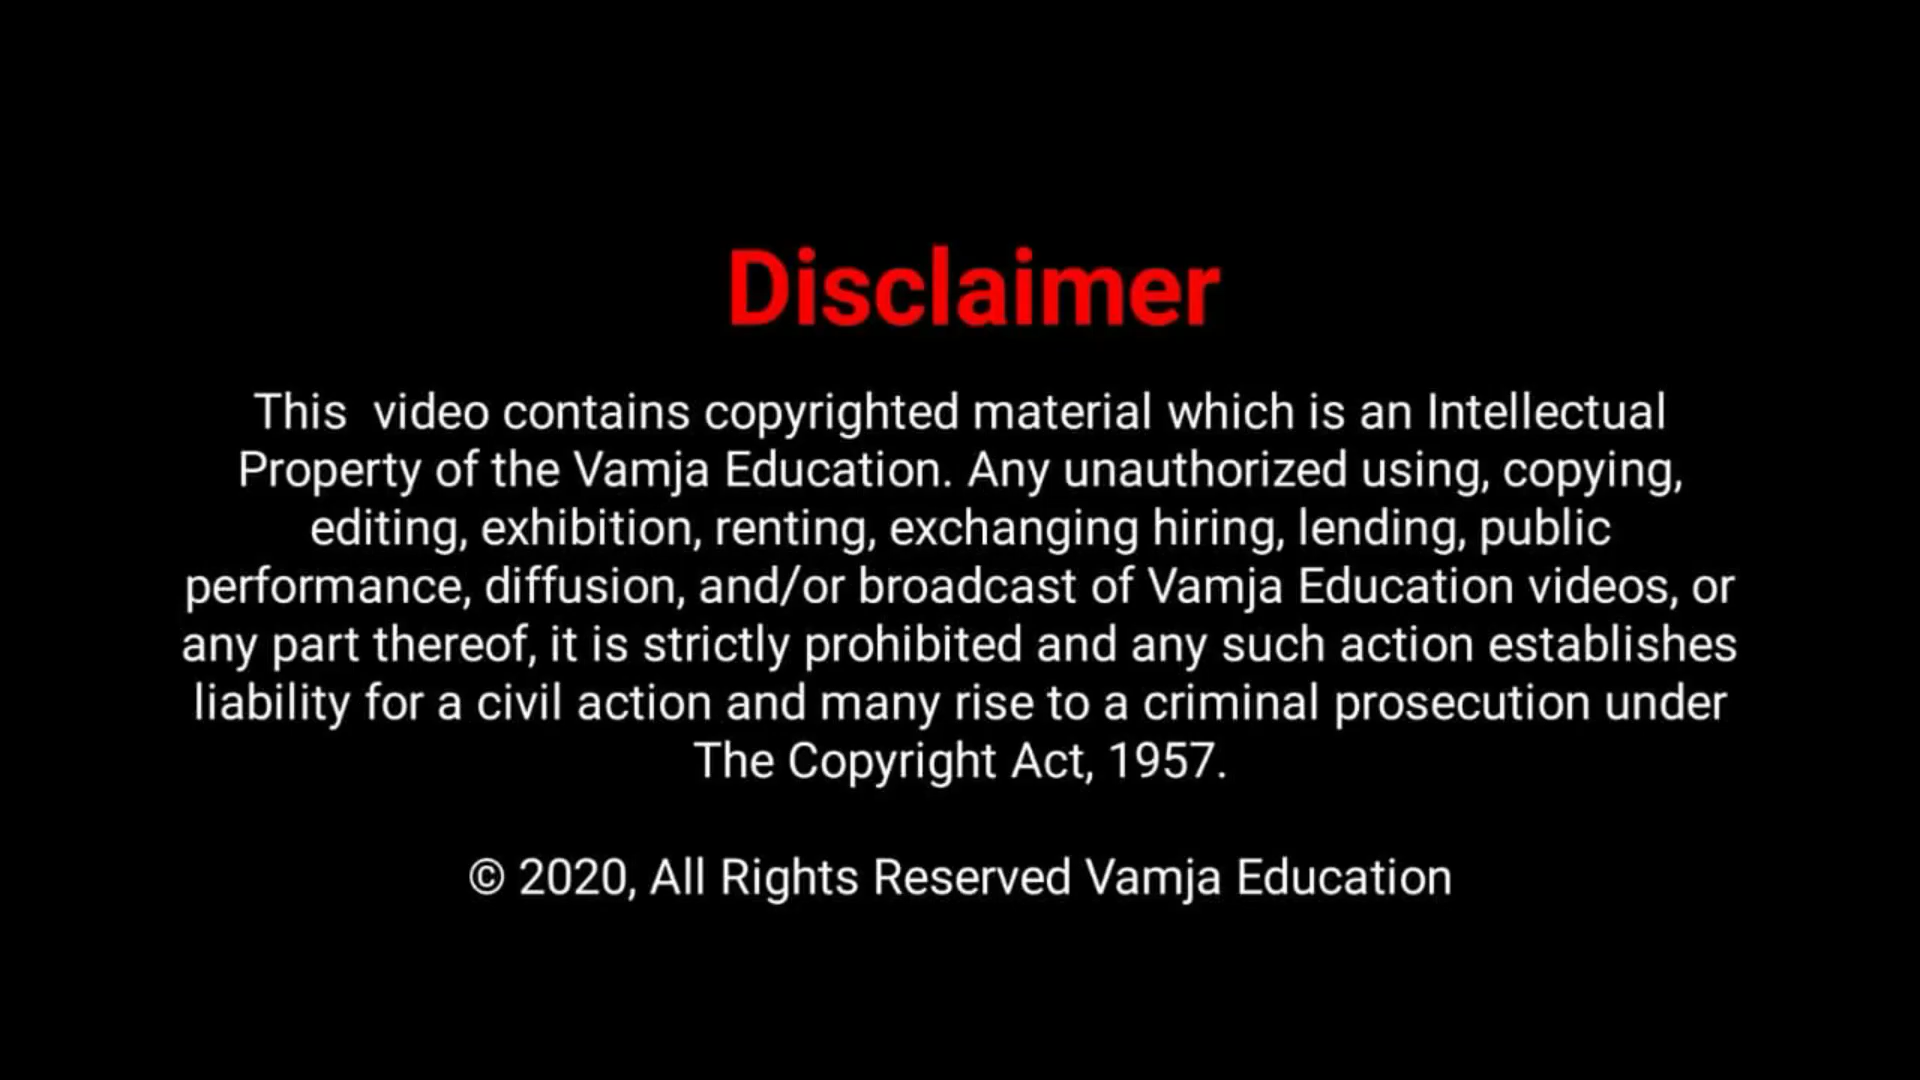 Disclaimer
This  video contains copyrighted material which is an Intellectual
Property of the Vamja Education. Any unauthorized using, copying,
editing, exhibition, renting, exchanging hiring, lending, public
performance, diffusion, and/or broadcast of Vamja Education videos, or
any part thereof, it is strictly prohibited and any such action establishes
liability for a civil action and many rise to a criminal prosecution under
The Copyright Act, 1957.
© 2020, All Rights Reserved Vamja Education